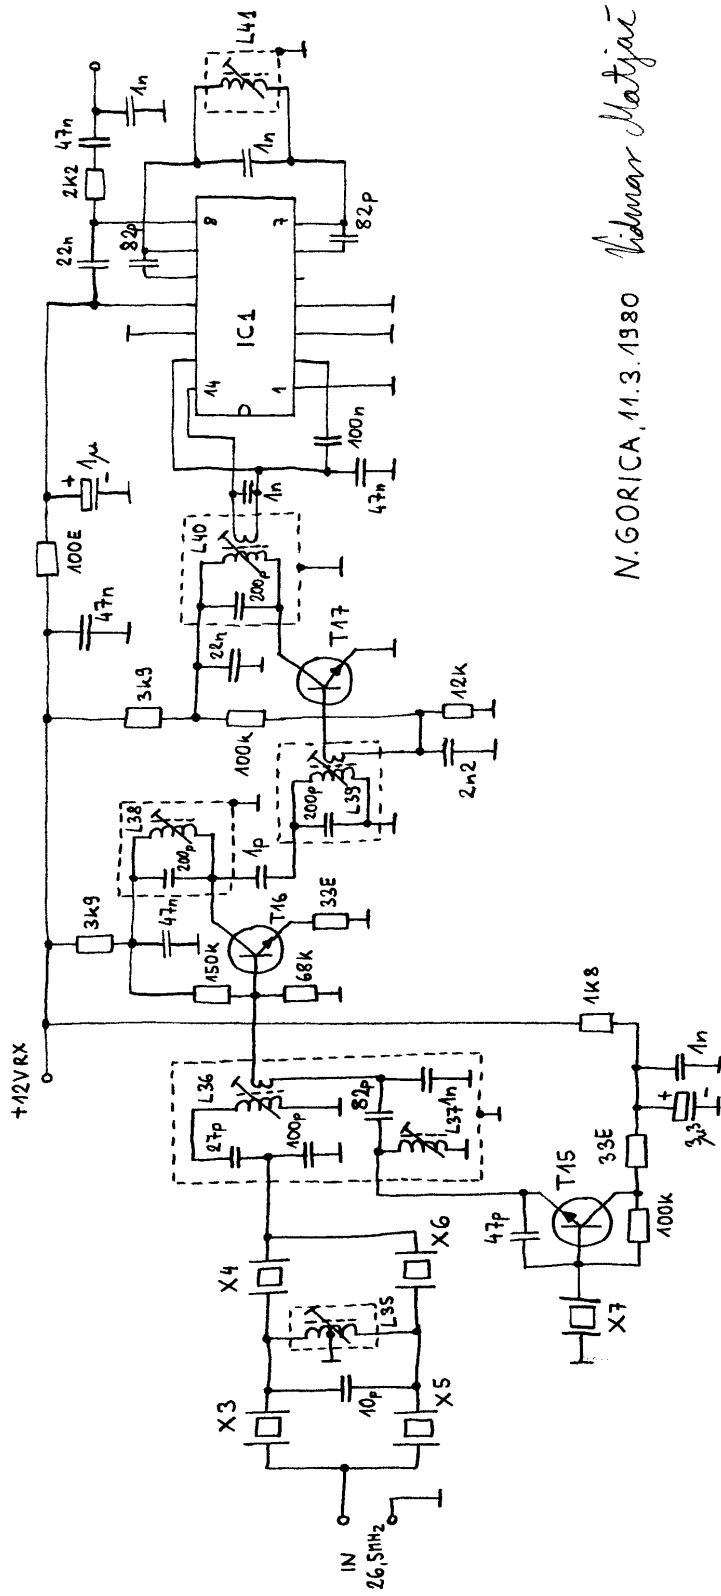 +12VRX
IN
26,5MHz
X3
X5
10p
L35
X4
X6
27p
L36
100p
82p
L37
1n
X7
47p
T15
100k
33E
3µ3
+
-
1n
1k8
150k
68k
3k9
47n
T16
33E
L38
200p
1p
200p
L39
3k9
100k
22n
2n2
12k
T17
47n
100E
L40
200p
1n
1µ
+
-
47n
100n
14
1
IC1
8
7
22n
82p
82p
2k2
47n
1n
1n
L41
N.GORICA, 11.3.1980 Vidmar Matjaž